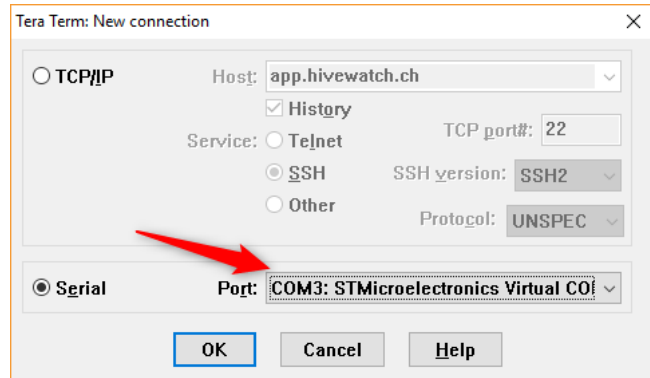 Tera Term: New connection
TCP/IP Host: app.hivewatch.ch
History
Service: Telnet TCP port#: 22
SSH SSH version: SSH2
Other Protocol: UNSPEC
Serial Port: COM3: STMicroelectronics Virtual CO
OK Cancel Help